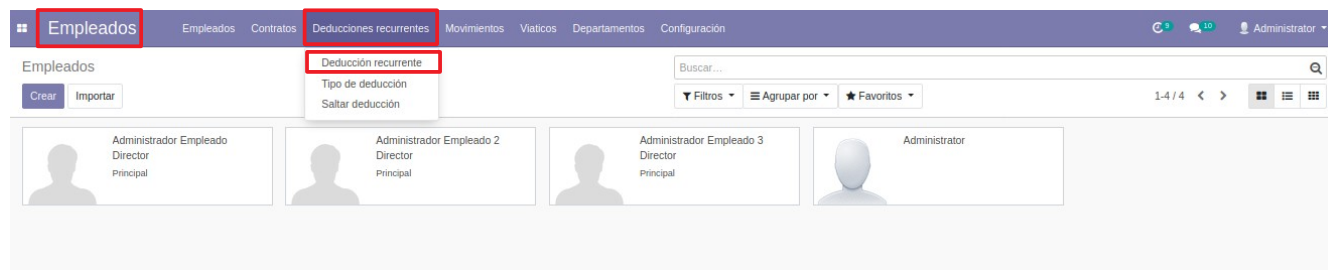 Empleados Empleados Contratos Deducciones recurrentes Movimientos Viaticos Departamentos Configuración 9 10 Administrator
Empleados
Deducción recurrente
Tipo de deducción
Saltar deducción
Buscar...
Crear Importar
Filtros Agrupar por Favoritos
1-4 / 4
Administrador Empleado
Director
Principal
Administrador Empleado 2
Director
Principal
Administrador Empleado 3
Director
Principal
Administrator